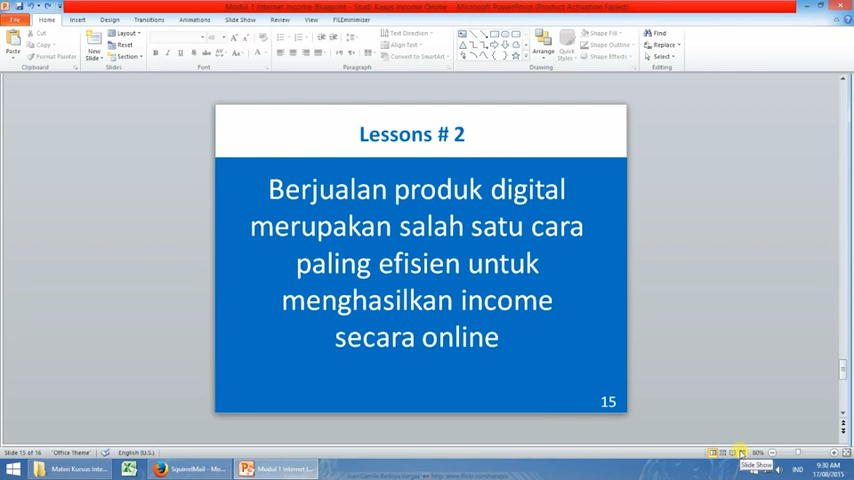 Modul 1 Internet Income Blueprint - Studi Kasus Income Online - Microsoft PowerPoint (Product Activation Failed)
File Home Insert Design Transitions Animations Slide Show Review View FILEminimizer
Cut Layout Text Direction Shape Fill Find
Copy Reset Align Text Shape Outline Replace
Paste Format Painter New Slide Section Convert to SmartArt Arrange Quick Styles Shape Effects Select
Clipboard Slides Font Paragraph Drawing Editing
Lessons # 2
Berjualan produk digital
merupakan salah satu cara
paling efisien untuk
menghasilkan income
secara online
15
Slide 15 of 16 "Office Theme" English (U.S.) 80%
Slide Show
Materi Kursus Inte... SquirrelMail - Mo... Modul 1 Internet I... IND 9:30 AM
17/08/2015